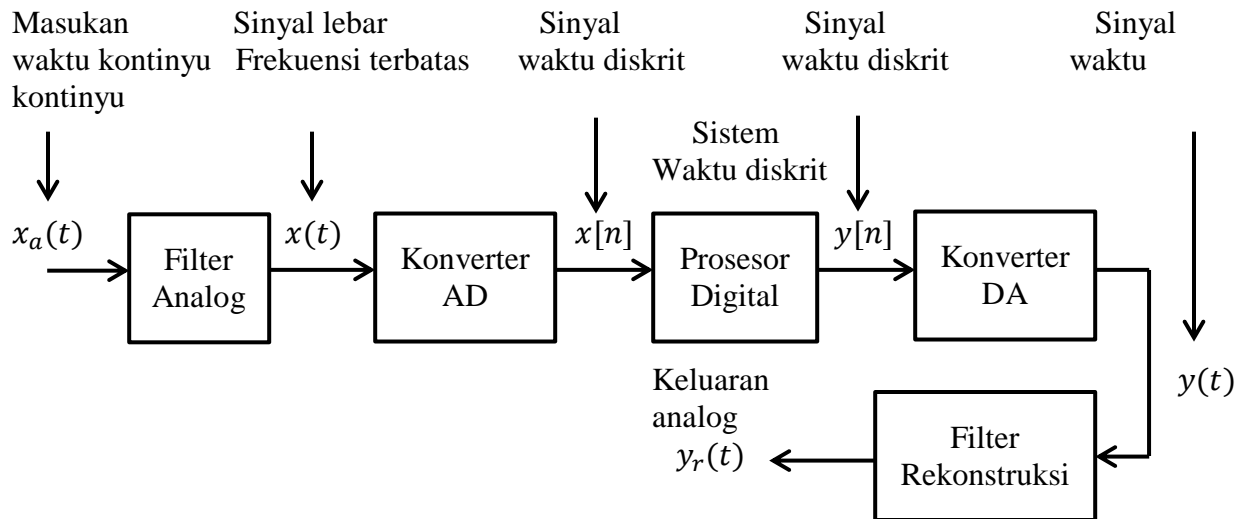 Masukan
waktu kontinyu
kontinyu
Sinyal lebar
Frekuensi terbatas
Sinyal
waktu diskrit
Sinyal
waktu diskrit
Sinyal
waktu
Sistem
Waktu diskrit
x_a(t)
Filter
Analog
x(t)
Konverter
AD
x[n]
Prosesor
Digital
y[n]
Konverter
DA
y(t)
Filter
Rekonstruksi
Keluaran
analog
y_r(t)